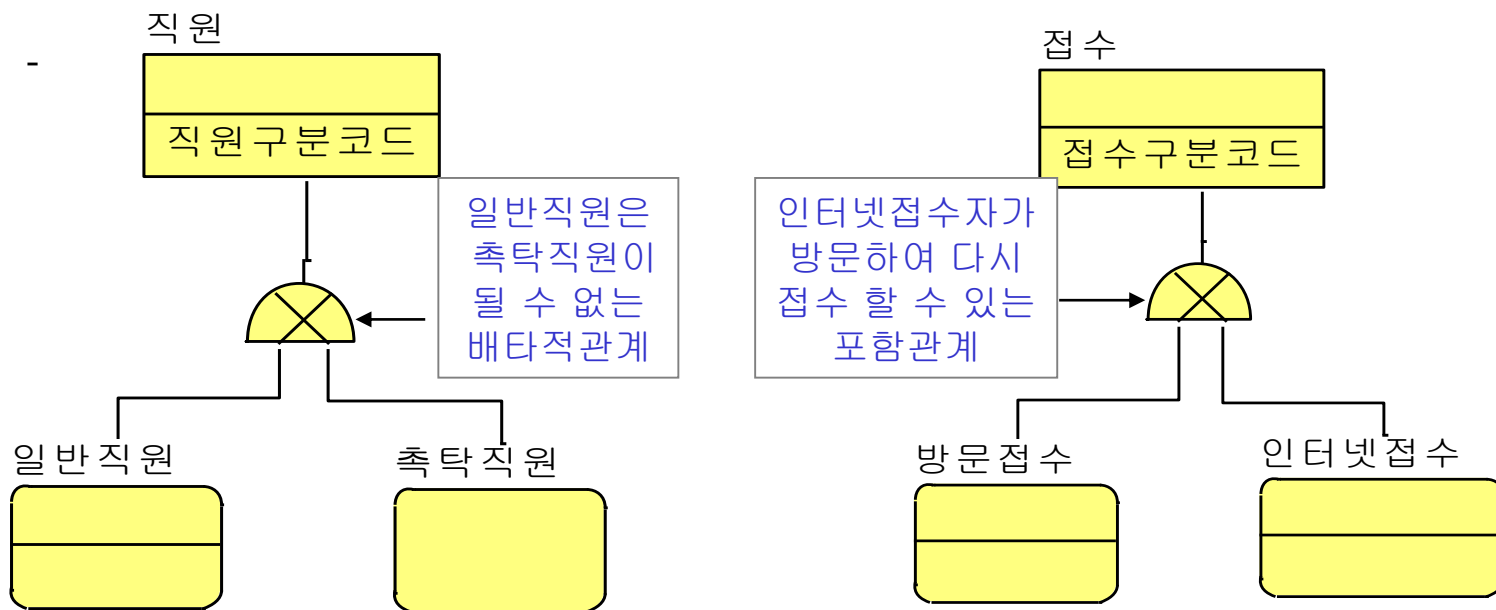 직원
직원구분코드
일반직원은
촉탁직원이
될 수 없는
배타적관계
일반직원
촉탁직원
접수
접수구분코드
인터넷접수자가
방문하여 다시
접수 할 수 있는
포함관계
방문접수
인터넷접수